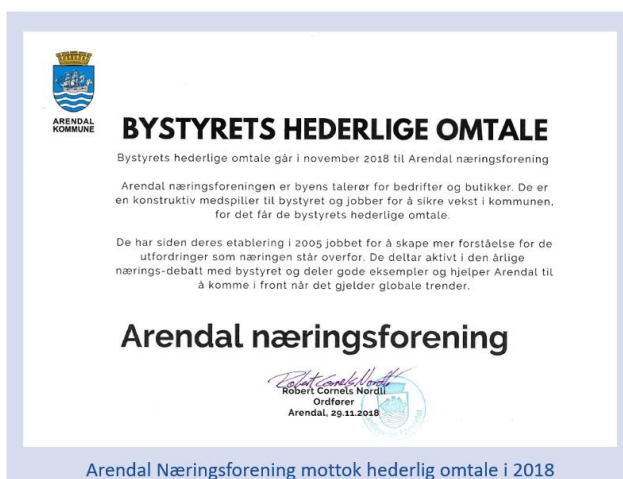 ARENDAL
KOMMUNE
BYSTYRETS HEDERLIGE OMTALE
Bystyrets hederlige omtale går i november 2018 til Arendal næringsforening
Arendal næringsforeningen er byens talerør for bedrifter og butikker. De er
en konstruktiv medspiller til bystyret og jobber for å sikre vekst i kommunen,
for det får de bystyrets hederlige omtale.
De har siden deres etablering i 2005 jobbet for å skape mer forståelse for de
utfordringer som næringen står overfor. De deltar aktivt i den årlige
nærings-debatt med bystyret og deler gode eksempler og hjelper Arendal til
å komme i front når det gjelder globale trender.
Arendal næringsforening
Robert Cornels Nordli
Robert Cornels Nordli
Ordfører
Arendal, 29.11.2018
Arendal Næringsforening mottok hederlig omtale i 2018